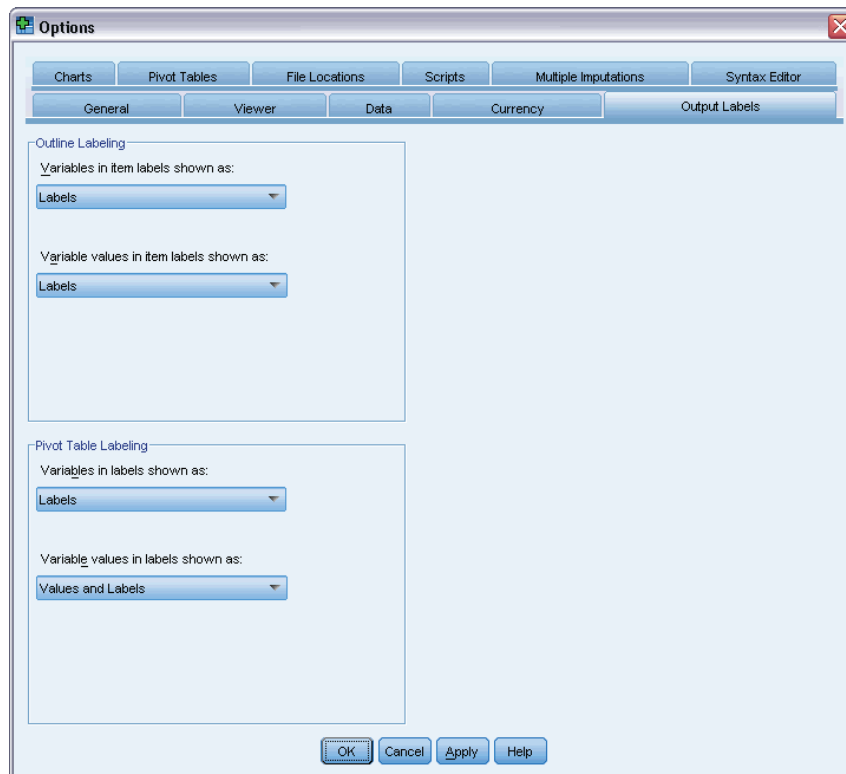 Options
Charts Pivot Tables File Locations Scripts Multiple Imputations Syntax Editor
General Viewer Data Currency Output Labels
Outline Labeling
Variables in item labels shown as:
Labels
Variable values in item labels shown as:
Labels
Pivot Table Labeling
Variables in labels shown as:
Labels
Variable values in labels shown as:
Values and Labels
OK Cancel Apply Help